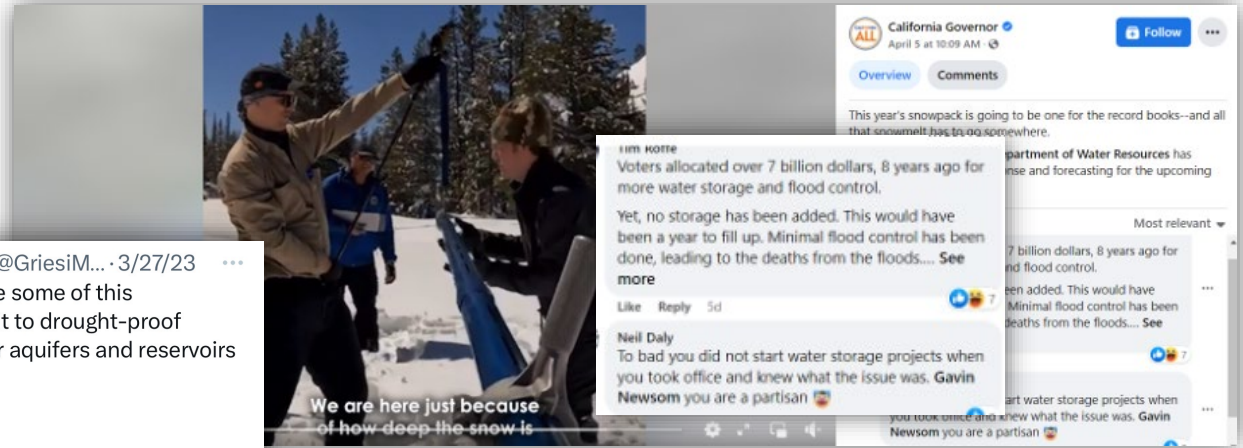 California Governor
April 5 at 10:09 AM ·
Follow
Overview Comments
This year's snowpack is going to be one for the record books--and all
that snowmelt has to go somewhere.
partment of Water Resources has
nse and forecasting for the upcoming
Most relevant
7 billion dollars, 8 years ago for
nd flood control.
een added. This would have
Minimal flood control has been
deaths from the floods.... See
7
art water storage projects when
you took office and knew what the issue was. Gavin
Newsom you are a partisan
Voters allocated over 7 billion dollars, 8 years ago for
more water storage and flood control.
Yet, no storage has been added. This would have
been a year to fill up. Minimal flood control has been
done, leading to the deaths from the floods.... See
more
Like Reply 5d
7
Neil Daly
To bad you did not start water storage projects when
you took office and knew what the issue was. Gavin
Newsom you are a partisan
@GriesiM... · 3/27/23 ...
e some of this
t to drought-proof
r aquifers and reservoirs
We are here just because
of how deep the snow is
ALL